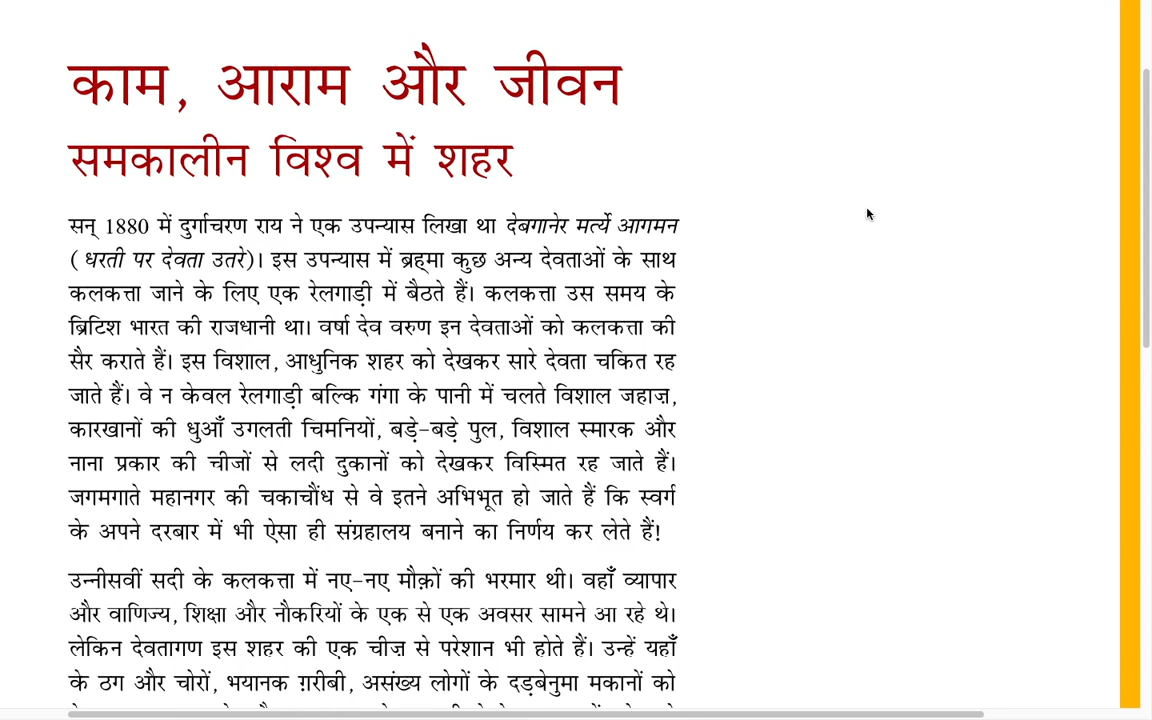 काम, आराम और जीवन
समकालीन विश्व में शहर
सन् 1880 में दुर्गाचरण राय ने एक उपन्यास लिखा था देबगानेर मर्त्ये आगमन
(धरती पर देवता उतरे)। इस उपन्यास में ब्रह्मा कुछ अन्य देवताओं के साथ
कलकत्ता जाने के लिए एक रेलगाड़ी में बैठते हैं। कलकत्ता उस समय के
ब्रिटिश भारत की राजधानी था। वर्षा देव वरुण इन देवताओं को कलकत्ता की
सैर कराते हैं। इस विशाल, आधुनिक शहर को देखकर सारे देवता चकित रह
जाते हैं। वे न केवल रेलगाड़ी बल्कि गंगा के पानी में चलते विशाल जहाज़,
कारखानों की धुआँ उगलती चिमनियों, बड़े-बड़े पुल, विशाल स्मारक और
नाना प्रकार की चीजों से लदी दुकानों को देखकर विस्मित रह जाते हैं।
जगमगाते महानगर की चकाचौंध से वे इतने अभिभूत हो जाते हैं कि स्वर्ग
के अपने दरबार में भी ऐसा ही संग्रहालय बनाने का निर्णय कर लेते हैं!
उन्नीसवीं सदी के कलकत्ता में नए-नए मौक़ों की भरमार थी। वहाँ व्यापार
और वाणिज्य, शिक्षा और नौकरियों के एक से एक अवसर सामने आ रहे थे।
लेकिन देवतागण इस शहर की एक चीज़ से परेशान भी होते हैं। उन्हें यहाँ
के ठग और चोरों, भयानक ग़रीबी, असंख्य लोगों के दड़बेनुमा मकानों को